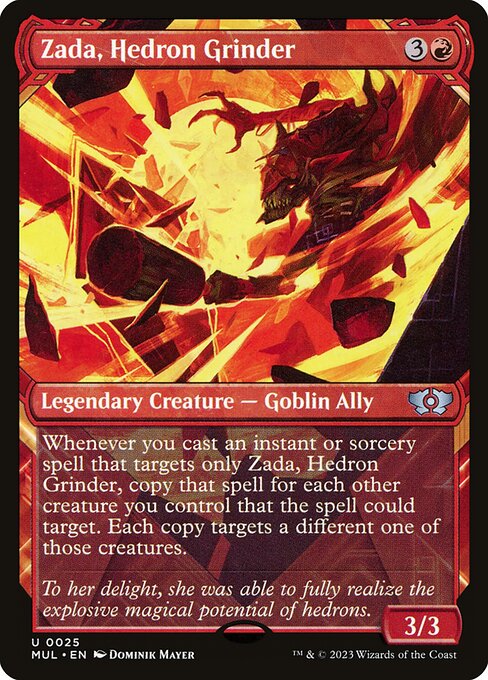 Zada, Hedron Grinder 3
Legendary Creature — Goblin Ally
Whenever you cast an instant or sorcery
spell that targets only Zada, Hedron
Grinder, copy that spell for each other
creature you control that the spell could
target. Each copy targets a different one of
those creatures.
To her delight, she was able to fully realize the
explosive magical potential of hedrons.
3/3
U 0025
MUL • EN Dominik Mayer
™ & © 2023 Wizards of the Coast